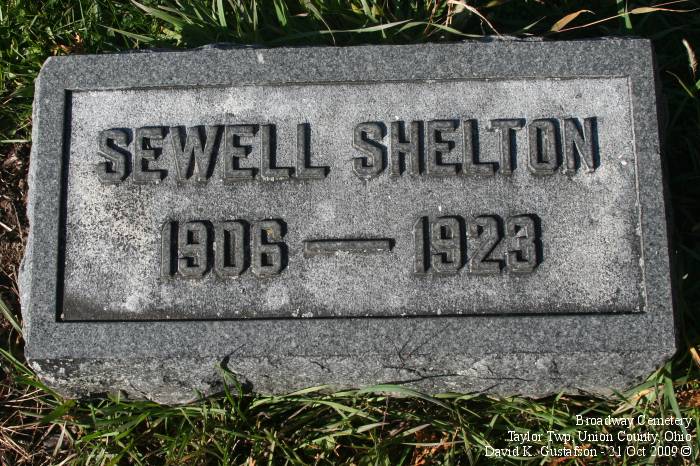 SEWELL SHELTON
1906 — 1923
Broadway Cemetery
Taylor Twp, Union County, Ohio
David K. Gustafson - 21 Oct 2009 ©